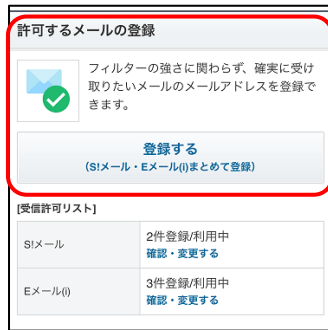 許可するメールの登録
フィルターの強さに関わらず、確実に受け
取りたいメールのメールアドレスを登録で
きます。
登録する
(S!メール・Eメール(i)まとめて登録)
[受信許可リスト]
S!メール
2件登録/利用中
確認・変更する
Eメール(i)
3件登録/利用中
確認・変更する